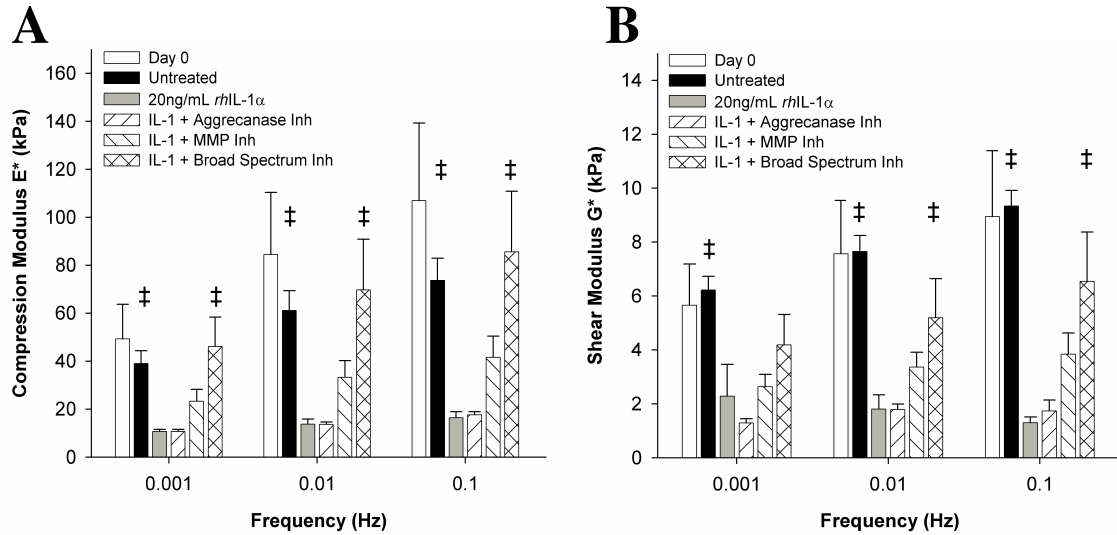 A
Compression Modulus E* (kPa)
160
140
120
100
80
60
40
20
0
Day 0
Untreated
20ng/mL rhIL-1α
IL-1 + Aggrecanase Inh
IL-1 + MMP Inh
IL-1 + Broad Spectrum Inh
‡ ‡
‡ ‡
‡ ‡
0.001 0.01 0.1
Frequency (Hz)
B
Shear Modulus G* (kPa)
14
12
10
8
6
4
2
0
Day 0
Untreated
20ng/mL rhIL-1α
IL-1 + Aggrecanase Inh
IL-1 + MMP Inh
IL-1 + Broad Spectrum Inh
‡
‡ ‡
‡ ‡
0.001 0.01 0.1
Frequency (Hz)